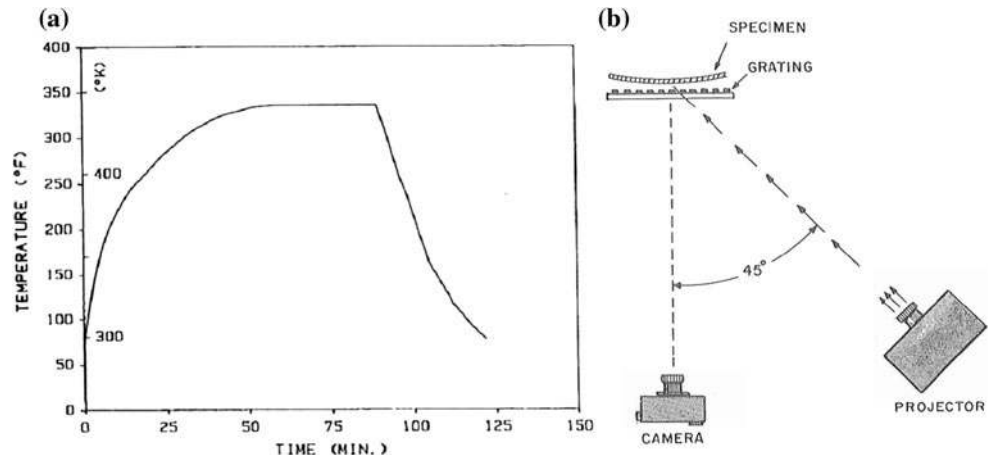 (a)
400
350
300
250
200
150
100
50
0
(°K)
400
300
TEMPERATURE (°F)
0
25
50
75
100
125
150
TIME (MIN.)
(b)
SPECIMEN
GRATING
45°
PROJECTOR
CAMERA